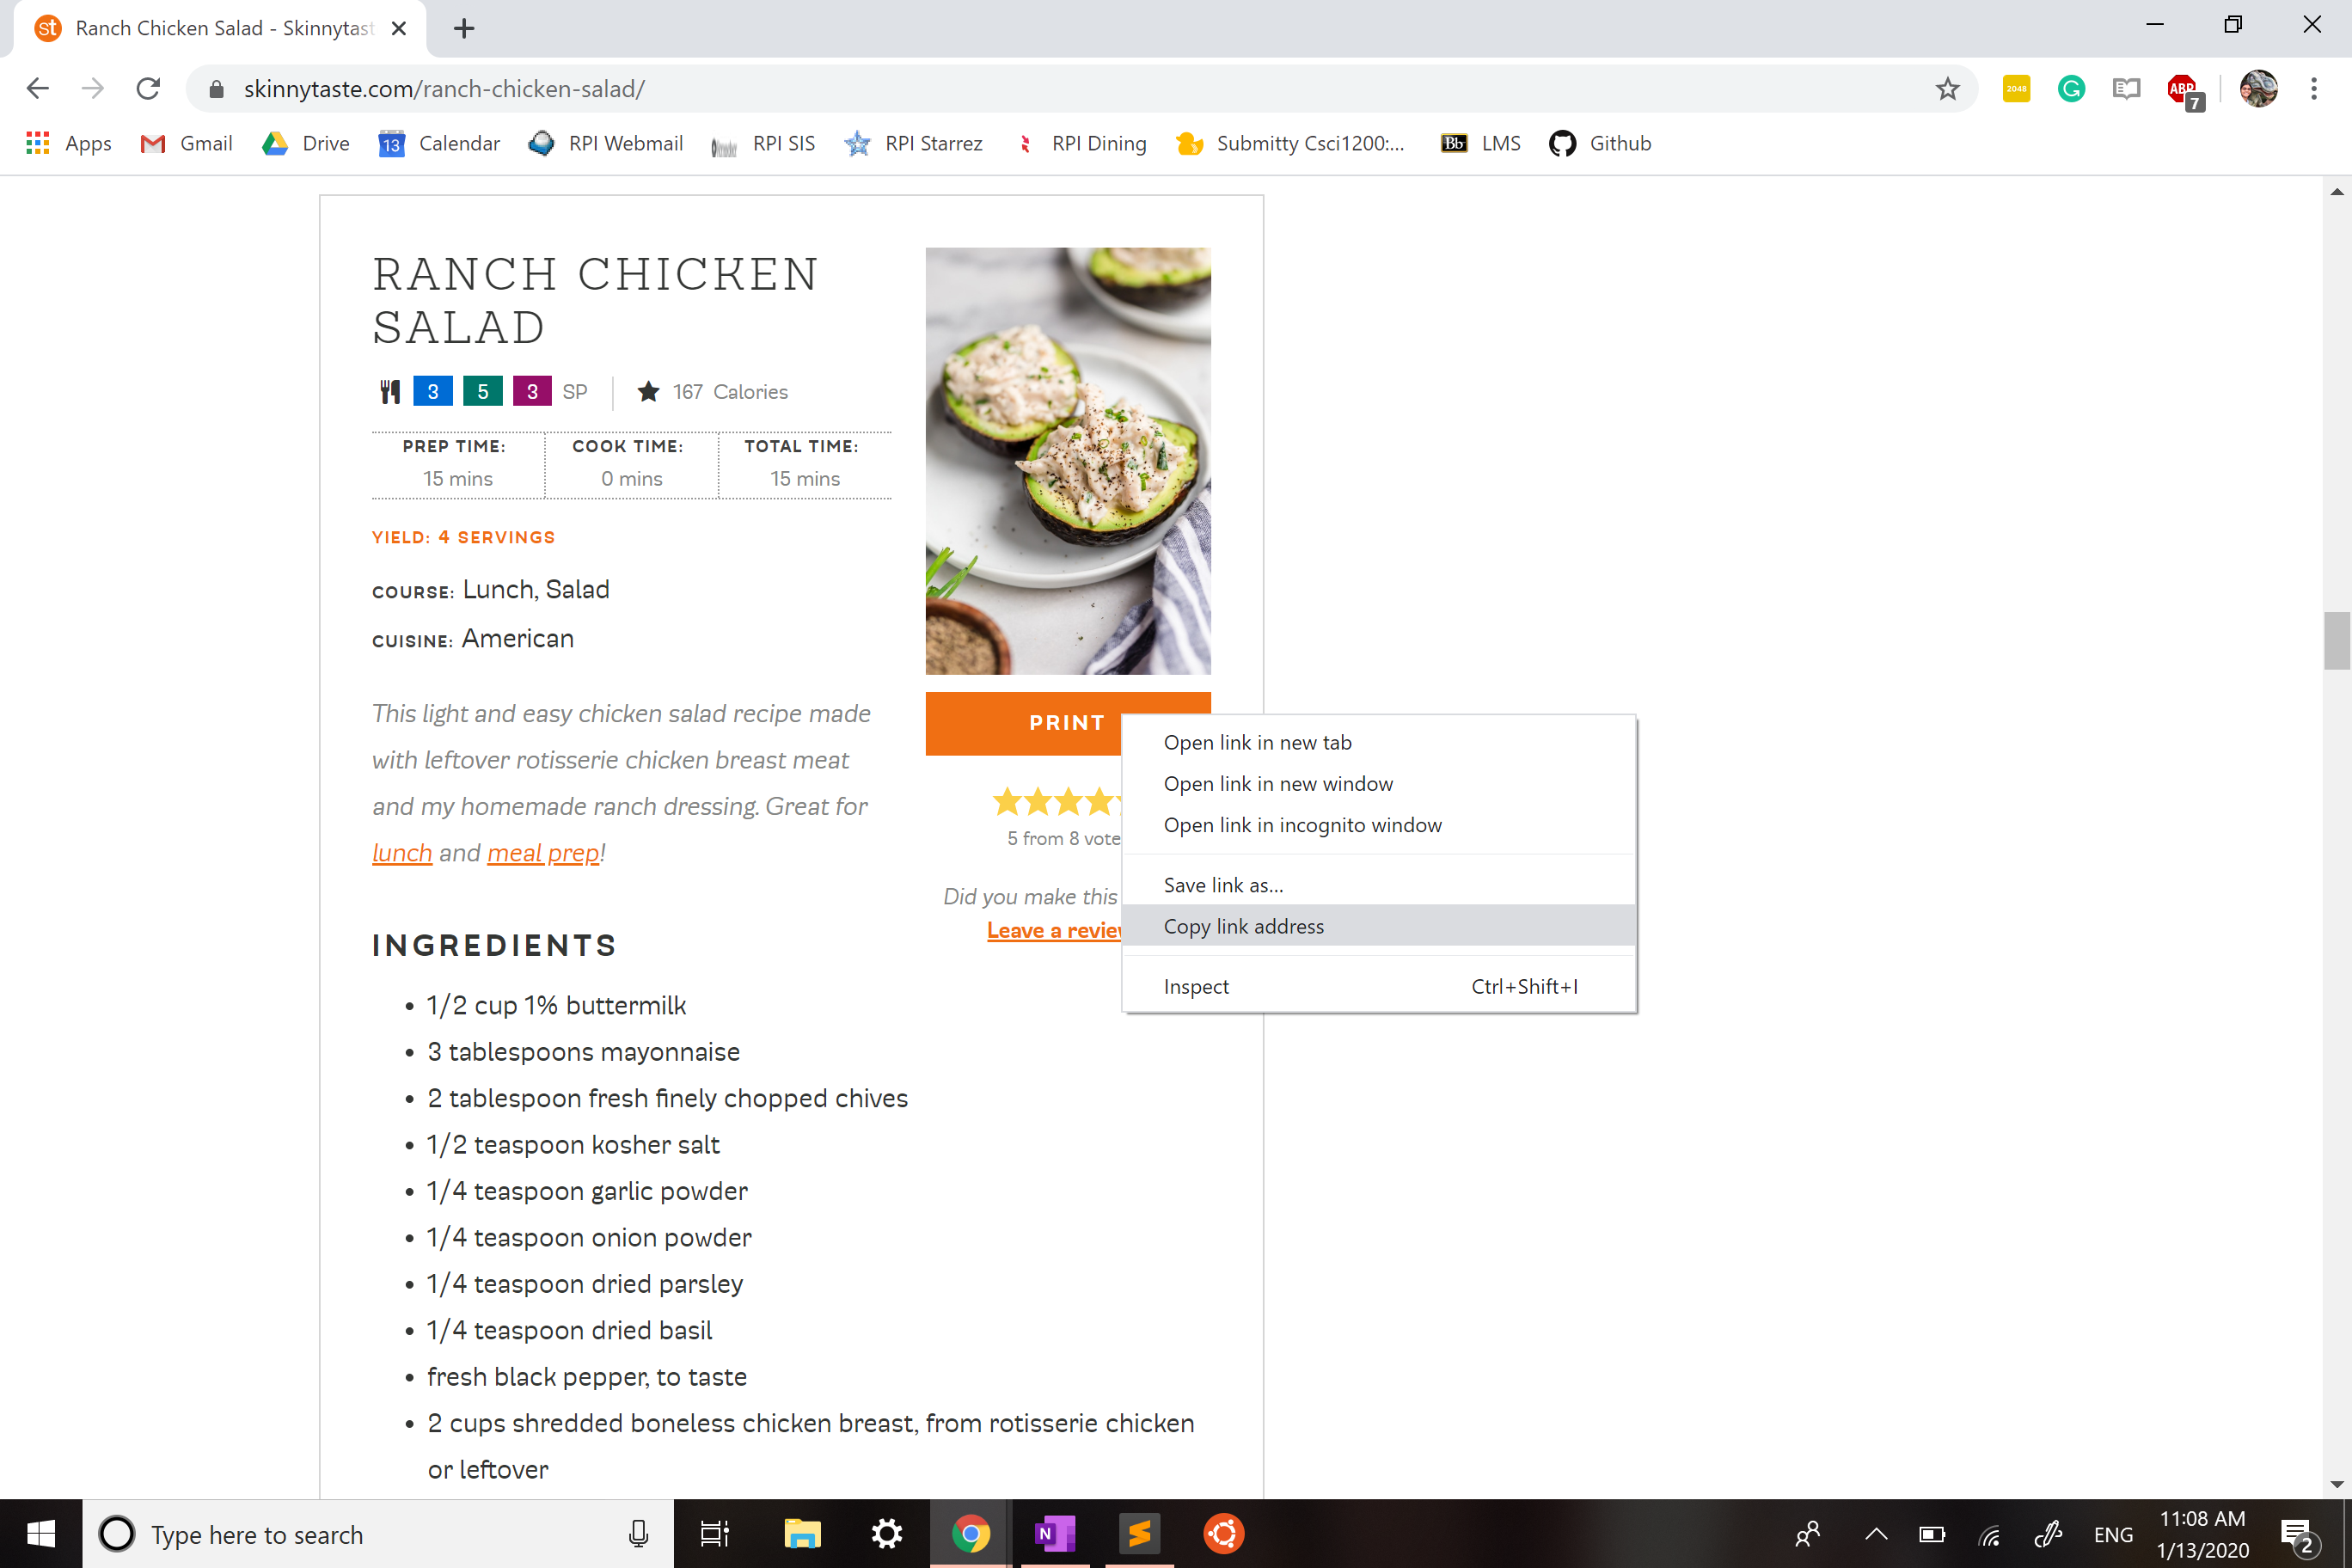 st Ranch Chicken Salad - Skinnytast
skinnytaste.com/ranch-chicken-salad/
2048
ABP
7
Apps Gmail Drive 13 Calendar RPI Webmail RPI SIS RPI Starrez RPI Dining Submitty Csci1200:... Bb LMS Github
RANCH CHICKEN
SALAD
3 5 3 SP 167 Calories
PREP TIME: COOK TIME: TOTAL TIME:
15 mins 0 mins 15 mins
YIELD: 4 SERVINGS
COURSE: Lunch, Salad
CUISINE: American
This light and easy chicken salad recipe made
with leftover rotisserie chicken breast meat
and my homemade ranch dressing. Great for
lunch and meal prep!
PRINT
5 from 8 vote
Did you make this
Leave a review
Open link in new tab
Open link in new window
Open link in incognito window
Save link as...
Copy link address
Inspect Ctrl+Shift+I
INGREDIENTS
• 1/2 cup 1% buttermilk
• 3 tablespoons mayonnaise
• 2 tablespoon fresh finely chopped chives
• 1/2 teaspoon kosher salt
• 1/4 teaspoon garlic powder
• 1/4 teaspoon onion powder
• 1/4 teaspoon dried parsley
• 1/4 teaspoon dried basil
• fresh black pepper, to taste
• 2 cups shredded boneless chicken breast, from rotisserie chicken
or leftover
Type here to search
N
ENG
11:08 AM
1/13/2020
2